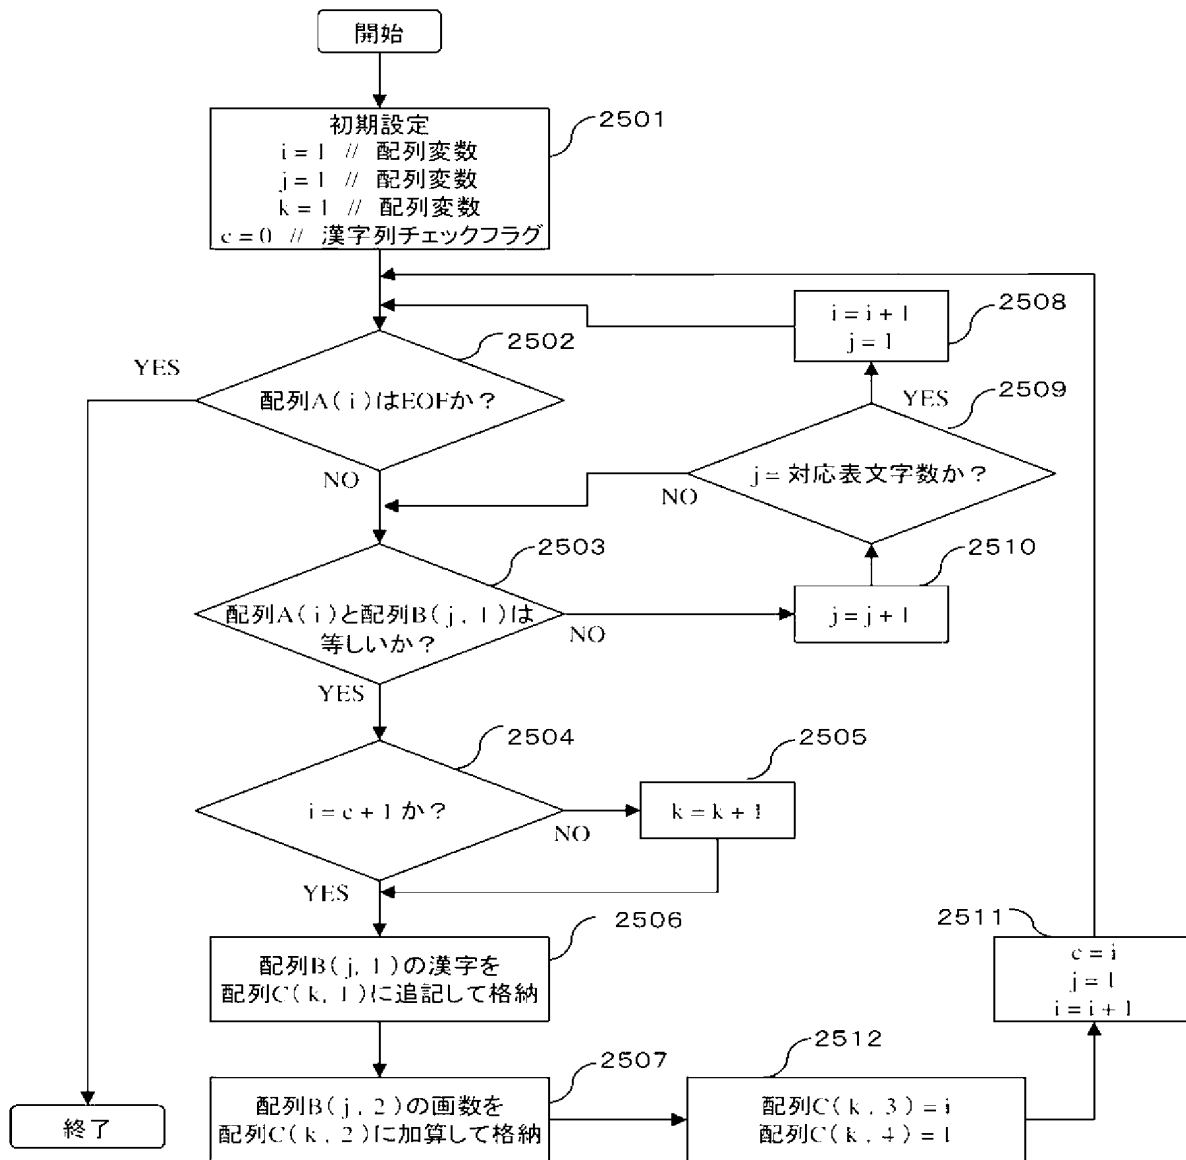 開始
初期設定
i = 1 // 配列変数
j = 1 // 配列変数
k = 1 // 配列変数
c = 0 // 漢字列チェックフラグ
2501
i = i + 1
j = 1
2508
2502
YES
配列A(i)はEOFか?
NO
YES
2509
j = 対応表文字数か?
NO
2503
配列A(i)と配列B(j, 1)は
等しいか?
NO
YES
2510
j = j + 1
2504
i = c + 1 か?
NO
YES
2505
k = k + 1
2506
配列B(j, 1)の漢字を
配列C(k, 1)に追記して格納
2511
c = i
j = 1
i = i + 1
2507
配列B(j, 2)の画数を
配列C(k, 2)に加算して格納
2512
配列C(k, 3) = i
配列C(k, 4) = 1
終了